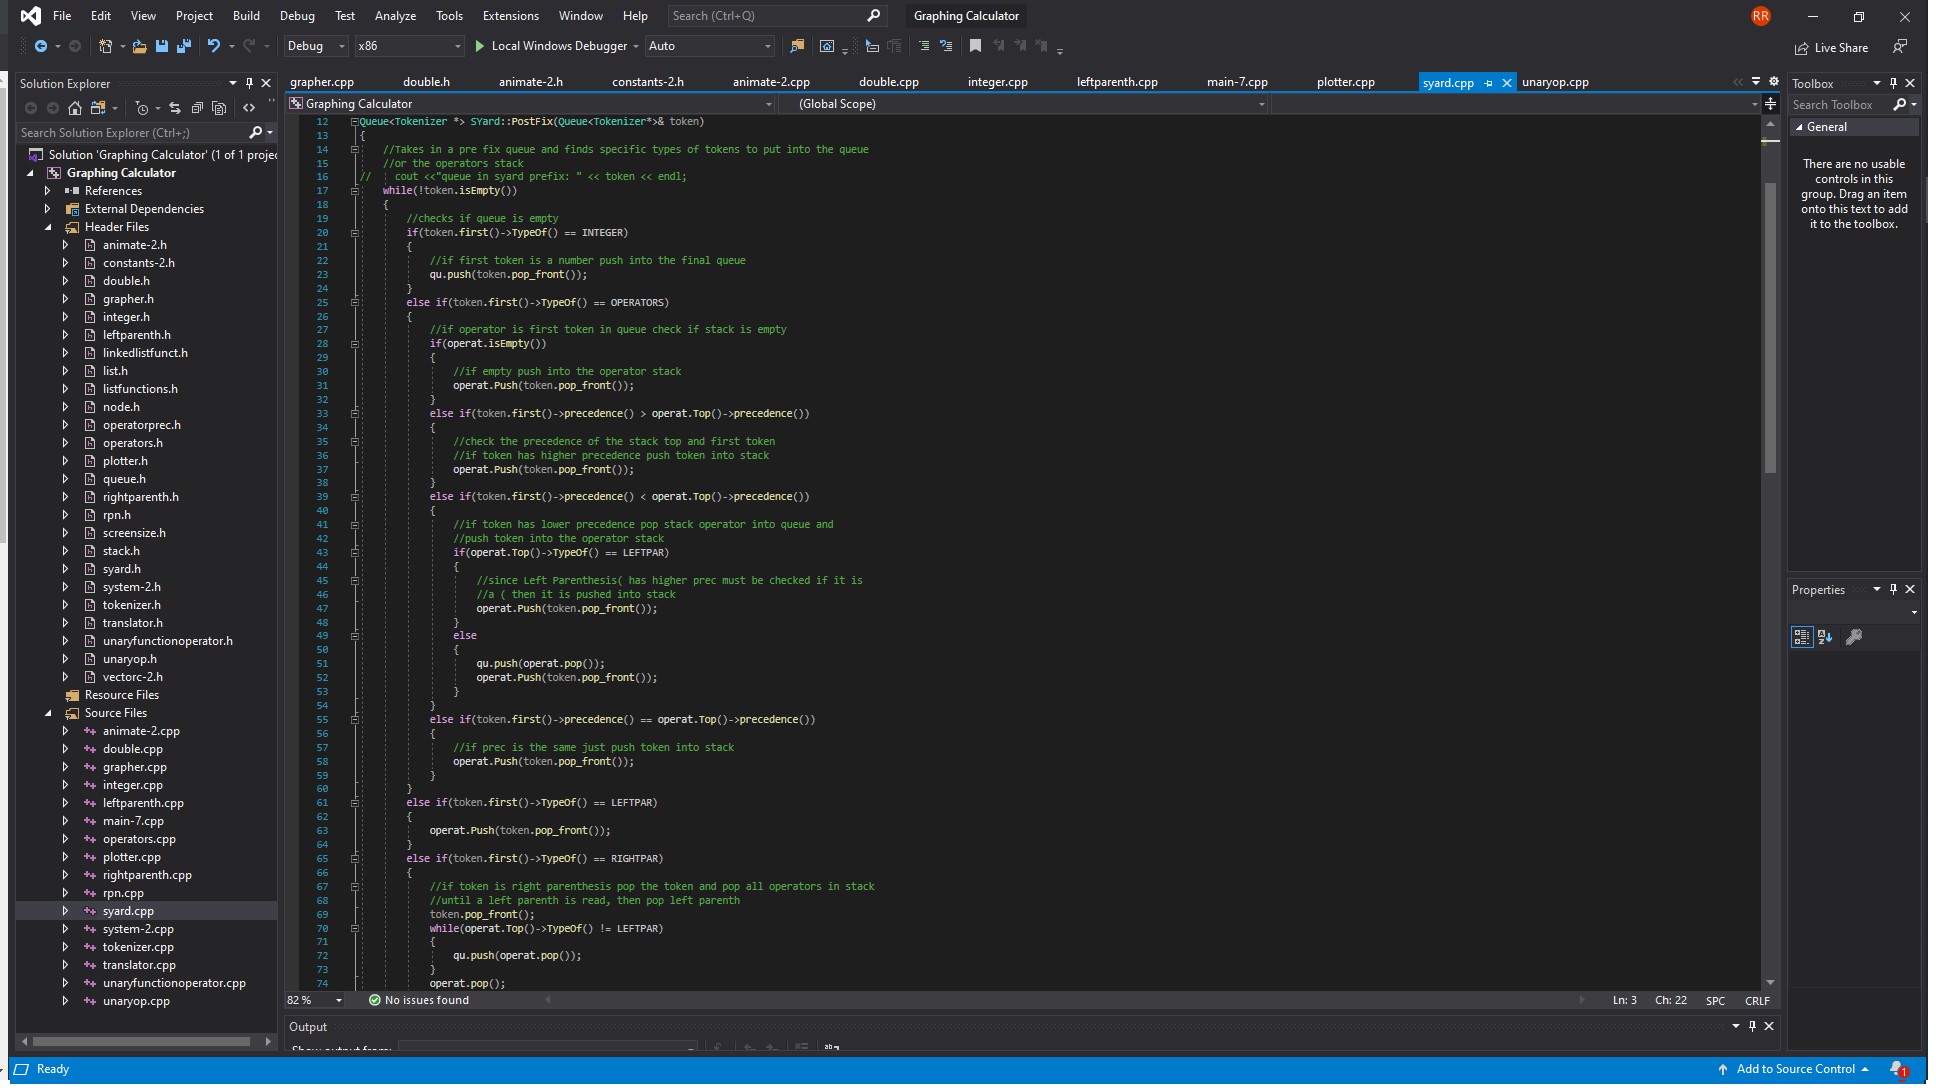 File Edit View Project Build Debug Test Analyze Tools Extensions Window Help Search (Ctrl+Q) Graphing Calculator RR
Debug x86 Local Windows Debugger Auto Live Share
Solution Explorer
Search Solution Explorer (Ctrl+;)
Solution 'Graphing Calculator' (1 of 1 projec
Graphing Calculator
References
External Dependencies
Header Files
animate-2.h
constants-2.h
double.h
grapher.h
integer.h
leftparenth.h
linkedlistfunct.h
list.h
listfunctions.h
node.h
operatorprec.h
operators.h
plotter.h
queue.h
rightparenth.h
rpn.h
screensize.h
stack.h
syard.h
system-2.h
tokenizer.h
translator.h
unaryfunctionoperator.h
unaryop.h
vectorc-2.h
Resource Files
Source Files
animate-2.cpp
double.cpp
grapher.cpp
integer.cpp
leftparenth.cpp
main-7.cpp
operators.cpp
plotter.cpp
rightparenth.cpp
rpn.cpp
syard.cpp
system-2.cpp
tokenizer.cpp
translator.cpp
unaryfunctionoperator.cpp
unaryop.cpp
grapher.cpp double.h animate-2.h constants-2.h animate-2.cpp double.cpp integer.cpp leftparenth.cpp main-7.cpp plotter.cpp syard.cpp unaryop.cpp
Graphing Calculator (Global Scope)
12 Queue<Tokenizer *> SYard::PostFix(Queue<Tokenizer*>& token)
13 {
14 //Takes in a pre fix queue and finds specific types of tokens to put into the queue
15 //or the operators stack
16 // cout <<"queue in syard prefix: " << token << endl;
17 while(!token.isEmpty())
18 {
19 //checks if queue is empty
20 if(token.first()->TypeOf() == INTEGER)
21 {
22 //if first token is a number push into the final queue
23 qu.push(token.pop_front());
24 }
25 else if(token.first()->TypeOf() == OPERATORS)
26 {
27 //if operator is first token in queue check if stack is empty
28 if(operat.isEmpty())
29 {
30 //if empty push into the operator stack
31 operat.Push(token.pop_front());
32 }
33 else if(token.first()->precedence() > operat.Top()->precedence())
34 {
35 //check the precedence of the stack top and first token
36 //if token has higher precedence push token into stack
37 operat.Push(token.pop_front());
38 }
39 else if(token.first()->precedence() < operat.Top()->precedence())
40 {
41 //if token has lower precedence pop stack operator into queue and
42 //push token into the operator stack
43 if(operat.Top()->TypeOf() == LEFTPAR)
44 {
45 //since Left Parenthesis( has higher prec must be checked if it is
46 //a ( then it is pushed into stack
47 operat.Push(token.pop_front());
48 }
49 else
50 {
51 qu.push(operat.pop());
52 operat.Push(token.pop_front());
53 }
54 }
55 else if(token.first()->precedence() == operat.Top()->precedence())
56 {
57 //if prec is the same just push token into stack
58 operat.Push(token.pop_front());
59 }
60 }
61 else if(token.first()->TypeOf() == LEFTPAR)
62 {
63 operat.Push(token.pop_front());
64 }
65 else if(token.first()->TypeOf() == RIGHTPAR)
66 {
67 //if token is right parenthesis pop the token and pop all operators in stack
68 //until a left parenth is read, then pop left parenth
69 token.pop_front();
70 while(operat.Top()->TypeOf() != LEFTPAR)
71 {
72 qu.push(operat.pop());
73 }
74 operat.pop();
82 % No issues found Ln: 3 Ch: 22 SPC CRLF
Output
Show output from:
Toolbox
Search Toolbox
General
There are no usable
controls in this
group. Drag an item
onto this text to add
it to the toolbox.
Properties
Ready Add to Source Control 1